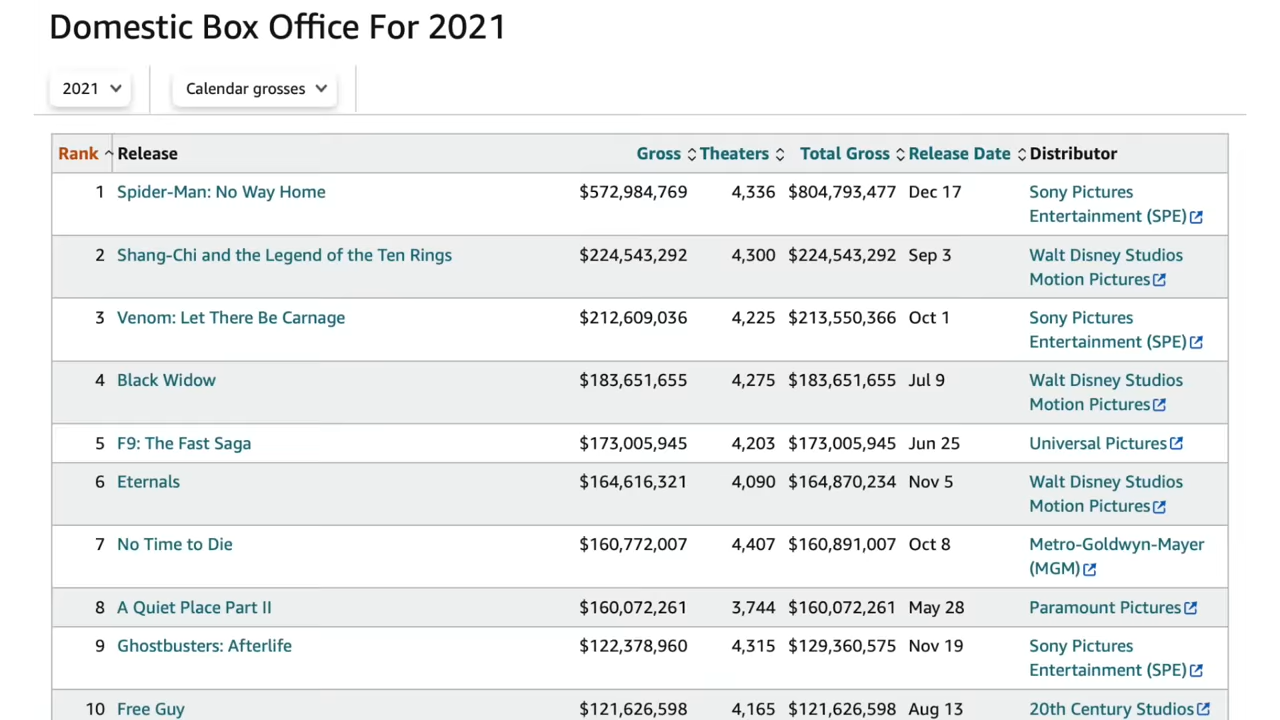 Domestic Box Office For 2021
2021
Calendar grosses
Rank Release Gross Theaters Total Gross Release Date Distributor
1 Spider-Man: No Way Home $572,984,769 4,336 $804,793,477 Dec 17 Sony Pictures
Entertainment (SPE)
2 Shang-Chi and the Legend of the Ten Rings $224,543,292 4,300 $224,543,292 Sep 3 Walt Disney Studios
Motion Pictures
3 Venom: Let There Be Carnage $212,609,036 4,225 $213,550,366 Oct 1 Sony Pictures
Entertainment (SPE)
4 Black Widow $183,651,655 4,275 $183,651,655 Jul 9 Walt Disney Studios
Motion Pictures
5 F9: The Fast Saga $173,005,945 4,203 $173,005,945 Jun 25 Universal Pictures
6 Eternals $164,616,321 4,090 $164,870,234 Nov 5 Walt Disney Studios
Motion Pictures
7 No Time to Die $160,772,007 4,407 $160,891,007 Oct 8 Metro-Goldwyn-Mayer
(MGM)
8 A Quiet Place Part II $160,072,261 3,744 $160,072,261 May 28 Paramount Pictures
9 Ghostbusters: Afterlife $122,378,960 4,315 $129,360,575 Nov 19 Sony Pictures
Entertainment (SPE)
10 Free Guy $121,626,598 4,165 $121,626,598 Aug 13 20th Century Studios